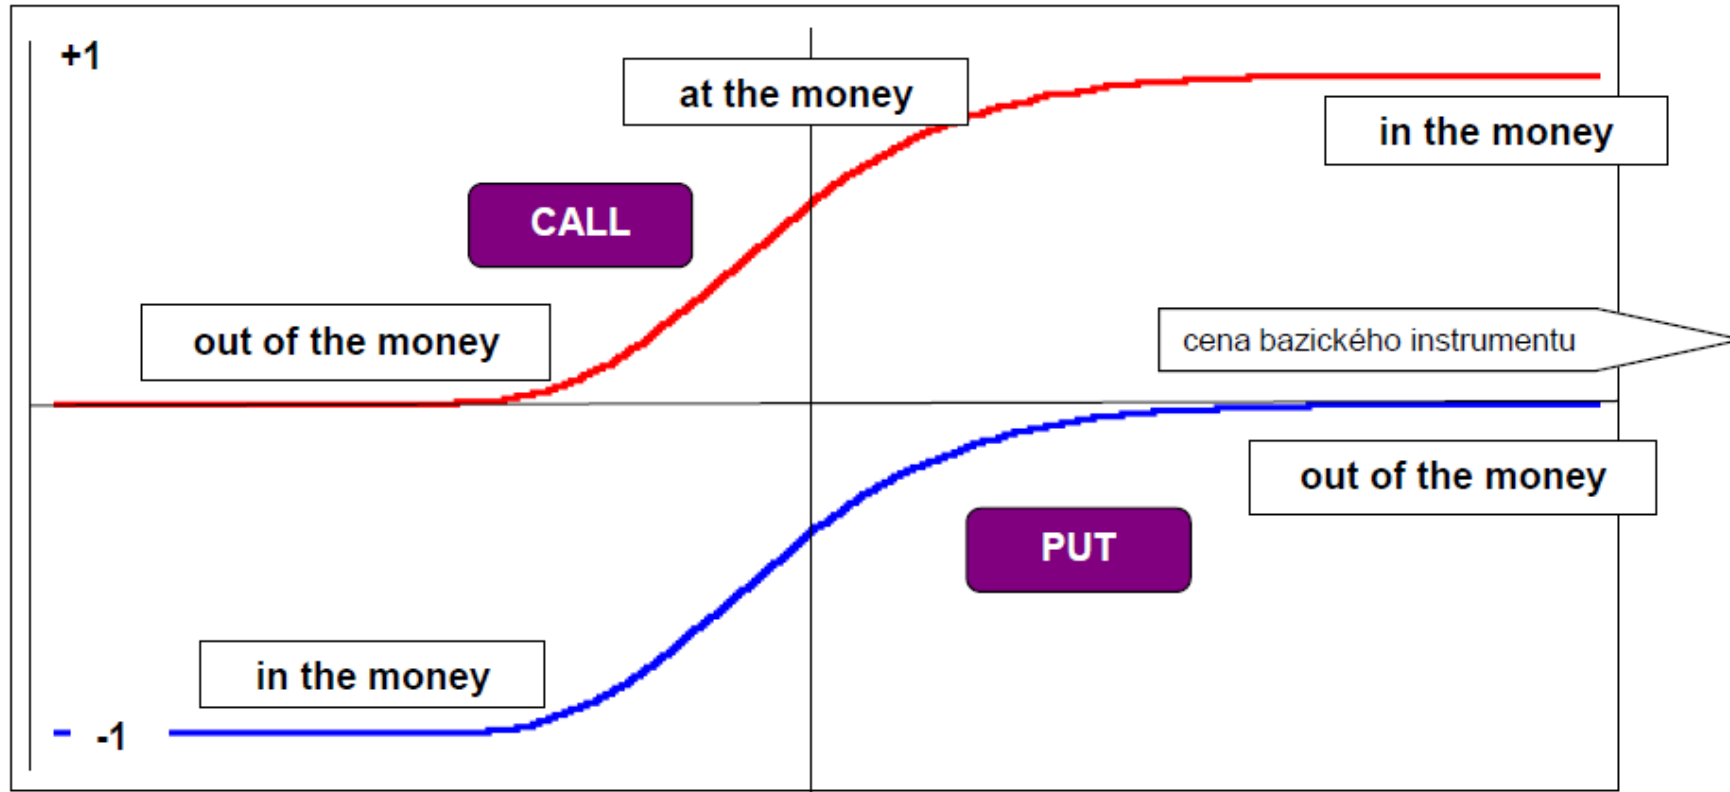 +1
at the money
in the money
CALL
out of the money
cena bazického instrumentu
out of the money
PUT
in the money
-1